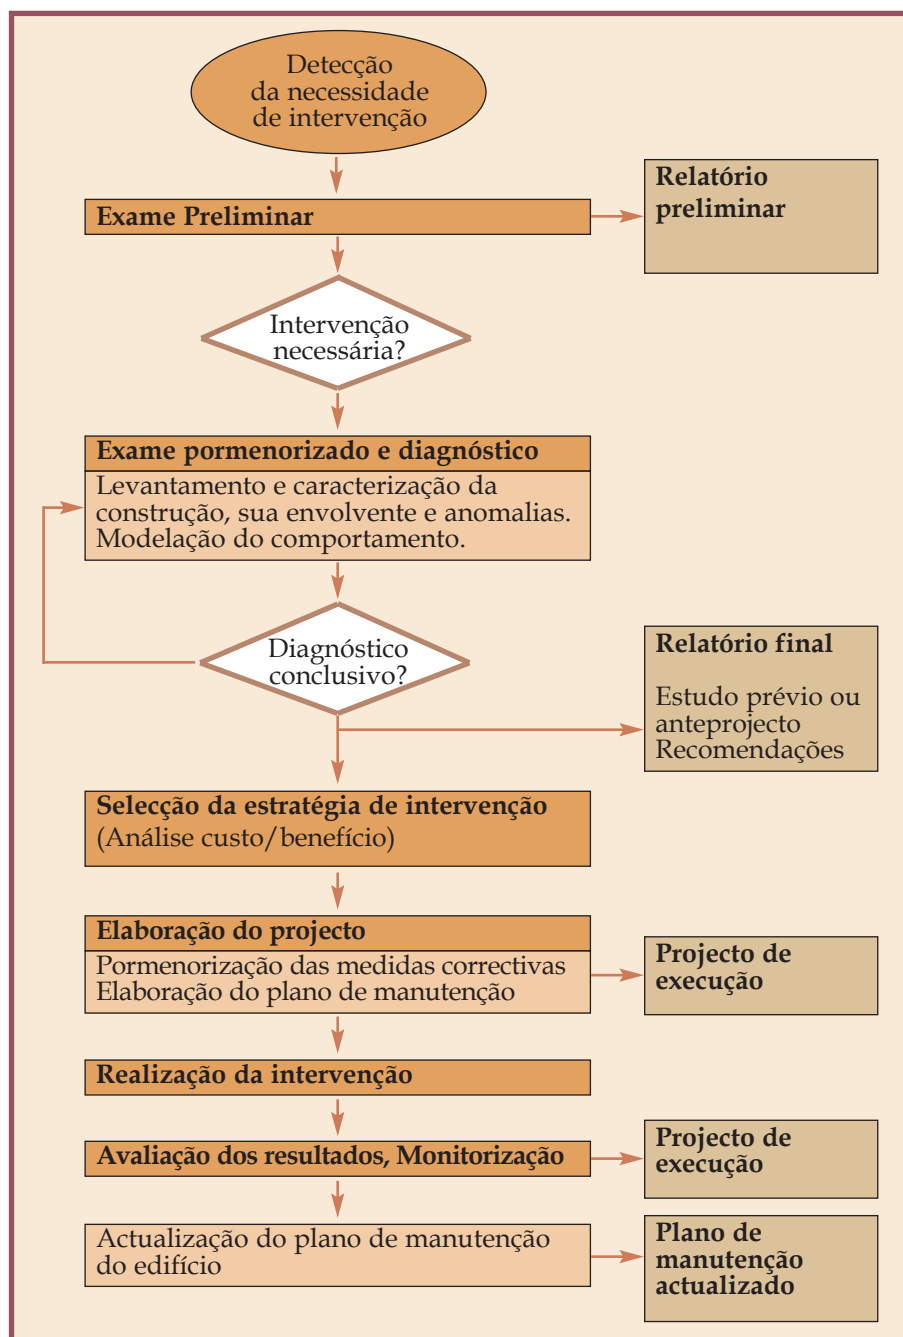 Detecção
da necessidade
de intervenção
Exame Preliminar
Relatório
preliminar
Intervenção
necessária?
Exame pormenorizado e diagnóstico
Levantamento e caracterização da
construção, sua envolvente e anomalias.
Modelação do comportamento.
Diagnóstico
conclusivo?
Relatório final
Estudo prévio ou
anteprojecto
Recomendações
Selecção da estratégia de intervenção
(Análise custo/benefício)
Elaboração do projecto
Pormenorização das medidas correctivas
Elaboração do plano de manutenção
Projecto de
execução
Realização da intervenção
Avaliação dos resultados, Monitorização
Projecto de
execução
Actualização do plano de manutenção
do edifício
Plano de
manutenção
actualizado